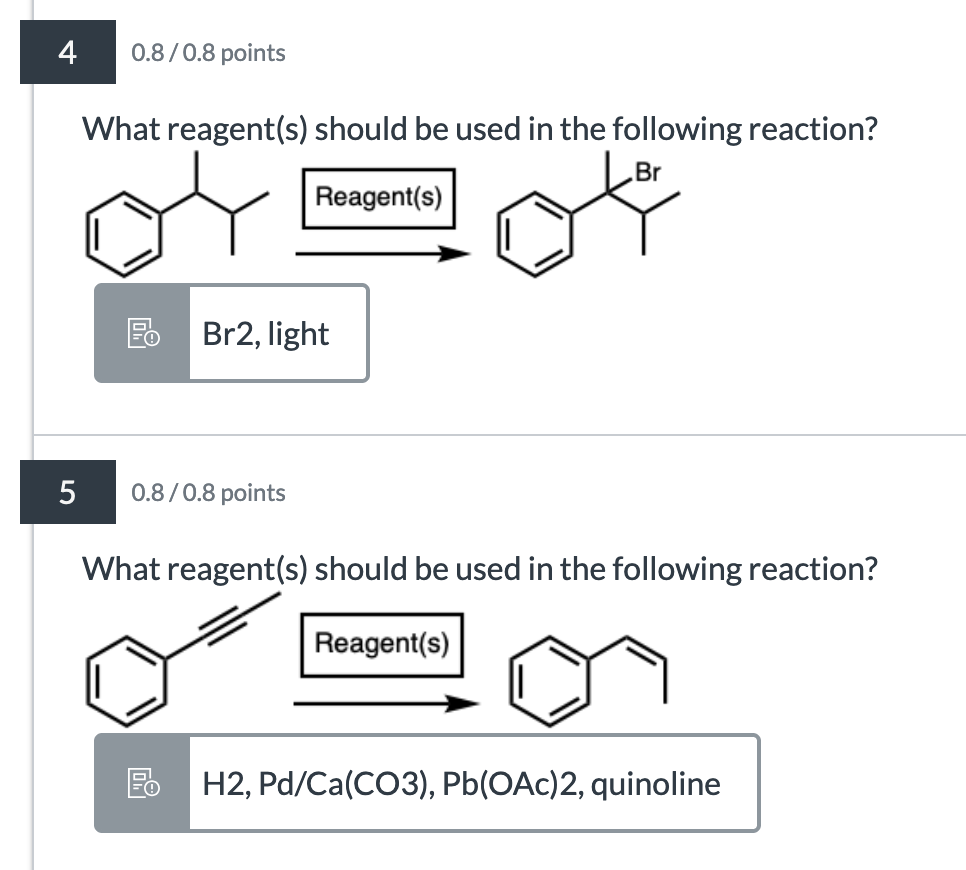 4
0.8 / 0.8 points
What reagent(s) should be used in the following reaction?
Reagent(s)
Br
Br2, light
5
0.8 / 0.8 points
What reagent(s) should be used in the following reaction?
Reagent(s)
H2, Pd/Ca(CO3), Pb(OAc)2, quinoline